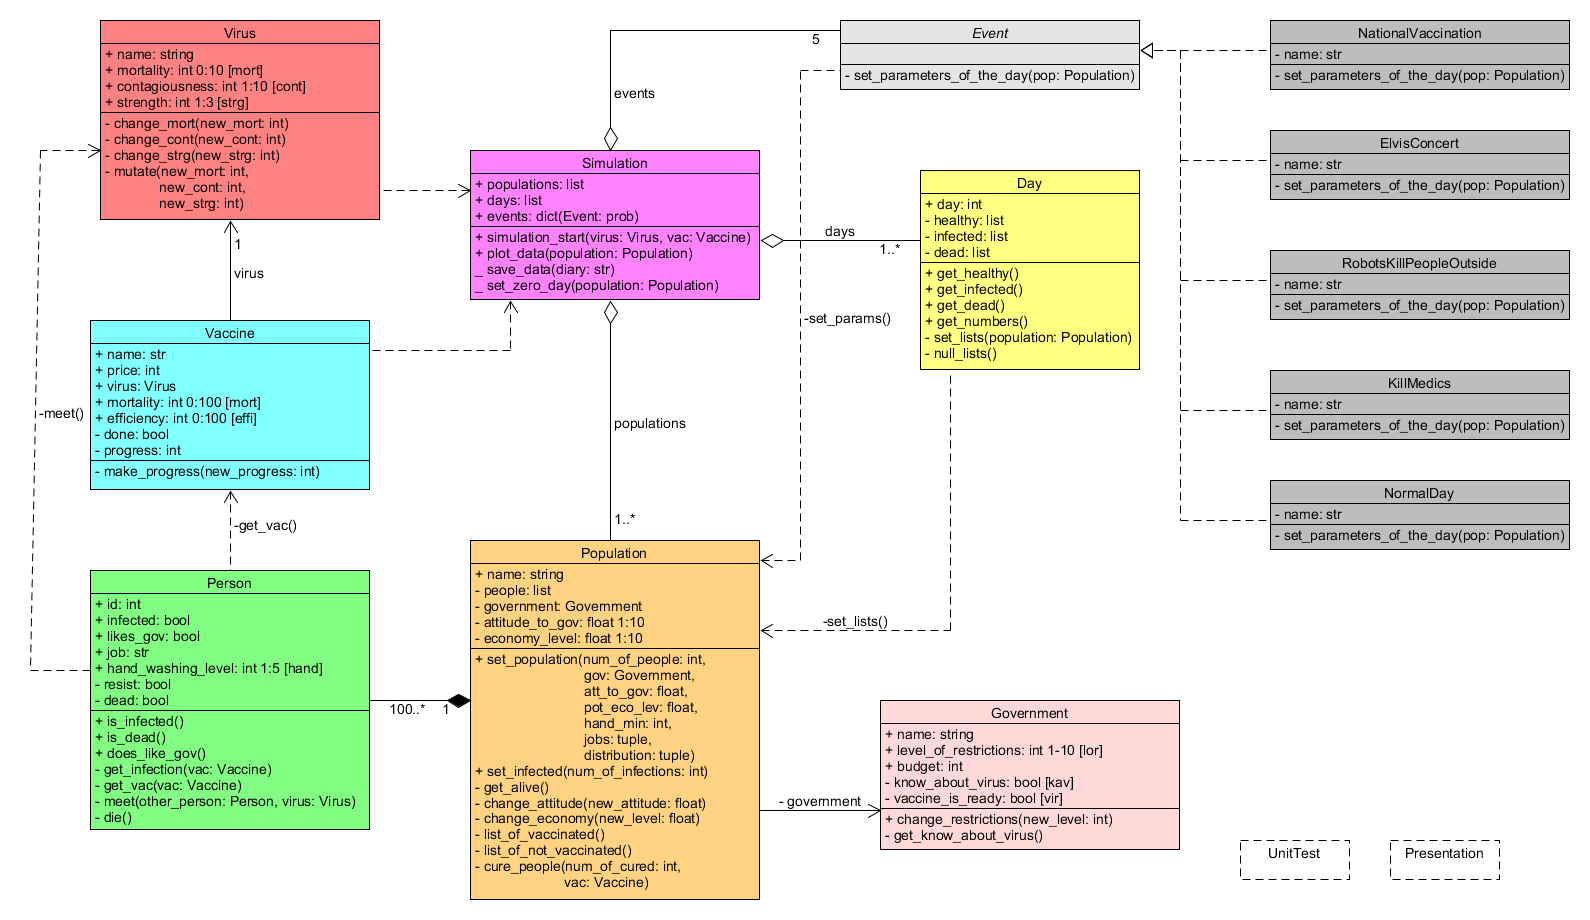 Virus
+ name: string
+ mortality: int 0:10 [mort]
+ contagiousness: int 1:10 [cont]
+ strength: int 1:3 [strg]
- change_mort(new_mort: int)
- change_cont(new_cont: int)
- change_strg(new_strg: int)
- mutate(new_mort: int,
new_cont: int,
new_strg: int)
1
virus
Vaccine
+ name: str
+ price: int
+ virus: Virus
+ mortality: int 0:100 [mort]
+ efficiency: int 0:100 [effi]
- done: bool
- progress: int
- make_progress(new_progress: int)
-meet()
-get_vac()
Person
+ id: int
+ infected: bool
+ likes_gov: bool
+ job: str
+ hand_washing_level: int 1:5 [hand]
- resist: bool
- dead: bool
+ is_infected()
+ is_dead()
+ does_like_gov()
- get_infection(vac: Vaccine)
- get_vac(vac: Vaccine)
- meet(other_person: Person, virus: Virus)
- die()
100..*
1
5
events
Simulation
+ populations: list
+ days: list
+ events: dict(Event: prob)
+ simulation_start(virus: Virus, vac: Vaccine)
+ plot_data(population: Population)
_ save_data(diary: str)
_ set_zero_day(population: Population)
days
1..*
populations
1..*
Population
+ name: string
- people: list
- government: Government
- attitude_to_gov: float 1:10
- economy_level: float 1:10
+ set_population(num_of_people: int,
gov: Government,
att_to_gov: float,
pot_eco_lev: float,
hand_min: int,
jobs: tuple,
distribution: tuple)
+ set_infected(num_of_infections: int)
- get_alive()
- change_attitude(new_attitude: float)
- change_economy(new_level: float)
- list_of_vaccinated()
- list_of_not_vaccinated()
- cure_people(num_of_cured: int,
vac: Vaccine)
Event
- set_parameters_of_the_day(pop: Population)
-set_params()
Day
+ day: int
- healthy: list
- infected: list
- dead: list
+ get_healthy()
+ get_infected()
+ get_dead()
+ get_numbers()
- set_lists(population: Population)
- null_lists()
-set_lists()
- government
Government
+ name: string
+ level_of_restrictions: int 1-10 [lor]
+ budget: int
- know_about_virus: bool [kav]
- vaccine_is_ready: bool [vir]
+ change_restrictions(new_level: int)
- get_know_about_virus()
NationalVaccination
- name: str
- set_parameters_of_the_day(pop: Population)
ElvisConcert
- name: str
- set_parameters_of_the_day(pop: Population)
RobotsKillPeopleOutside
- name: str
- set_parameters_of_the_day(pop: Population)
KillMedics
- name: str
- set_parameters_of_the_day(pop: Population)
NormalDay
- name: str
- set_parameters_of_the_day(pop: Population)
UnitTest
Presentation